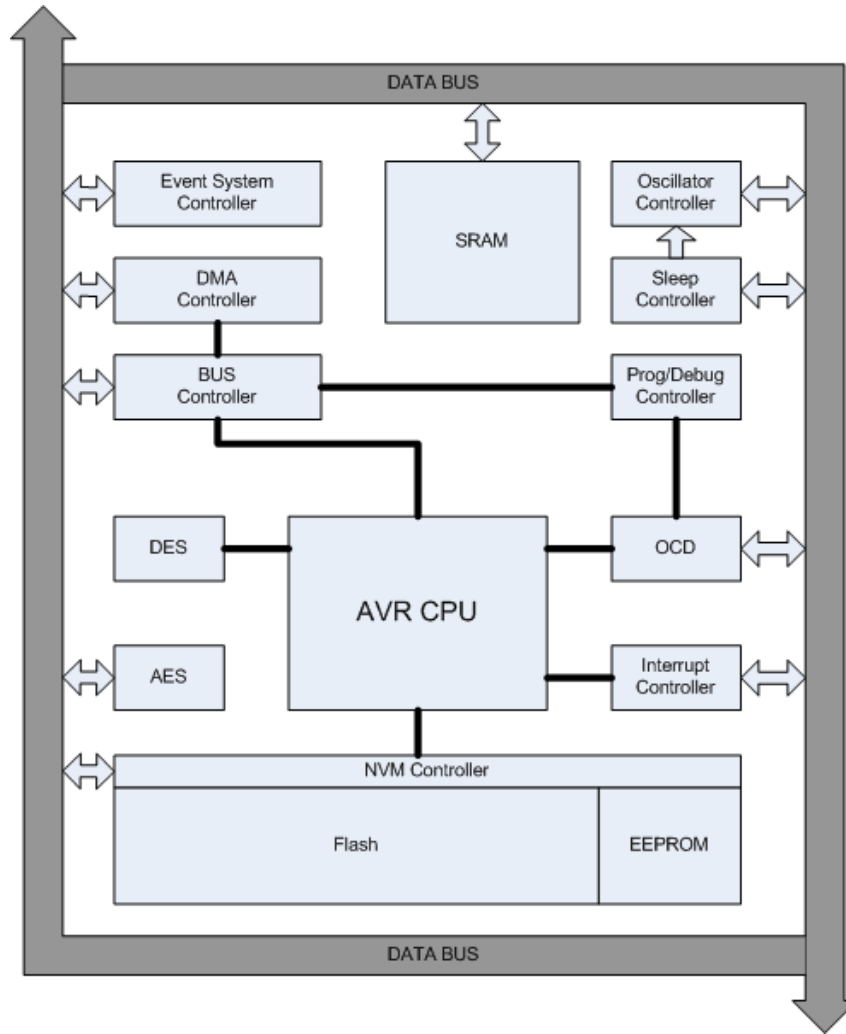 DATA BUS
Event System
Controller
SRAM
Oscillator
Controller
DMA
Controller
Sleep
Controller
BUS
Controller
Prog/Debug
Controller
DES
AVR CPU
OCD
AES
Interrupt
Controller
NVM Controller
Flash
EEPROM
DATA BUS